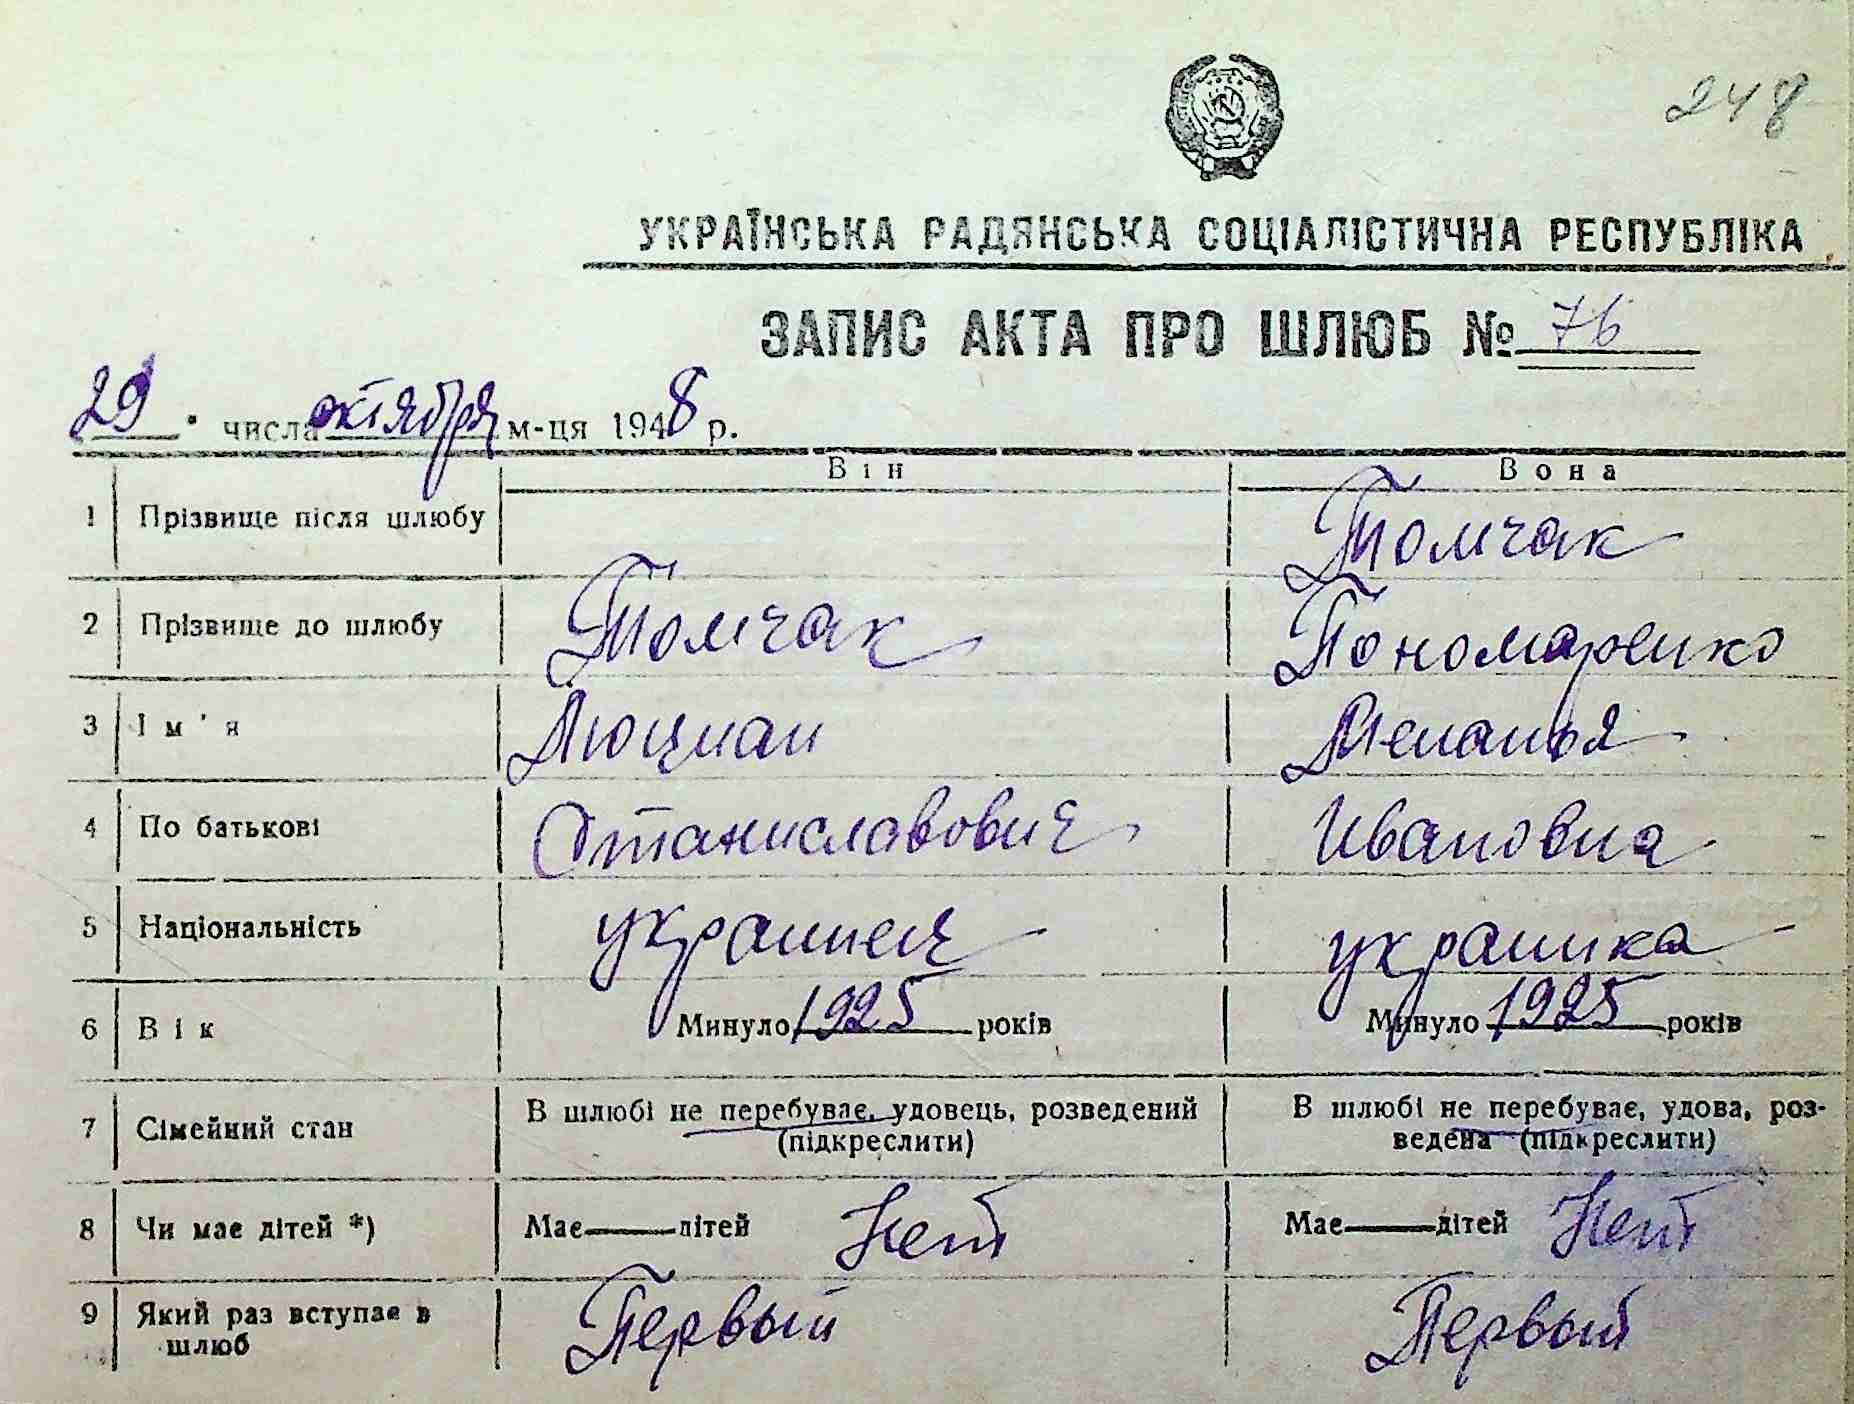 248
УКРАЇНСЬКА РАДЯНСЬКА СОЦІАЛІСТИЧНА РЕСПУБЛІКА
ЗАПИС АКТА ПРО ШЛЮБ № 76
29 числа октября м-ця 1948 р.
Він Вона
1 Прізвище після шлюбу Томчак
2 Прізвище до шлюбу Томчак Пономаренко
3 Ім'я Люциан Меланья
4 По батькові Станиславович Ивановна
5 Національність украинец украинка
6 Вік Минуло 1925 років Минуло 1925 років
7 Сімейний стан В шлюбі не перебуває, удовець, розведений (підкреслити) В шлюбі не перебуває, удова, роз-
ведена (підкреслити)
8 Чи має дітей *) Має — дітей Нет Має — дітей Нет
9 Який раз вступає в шлюб Первый Первый